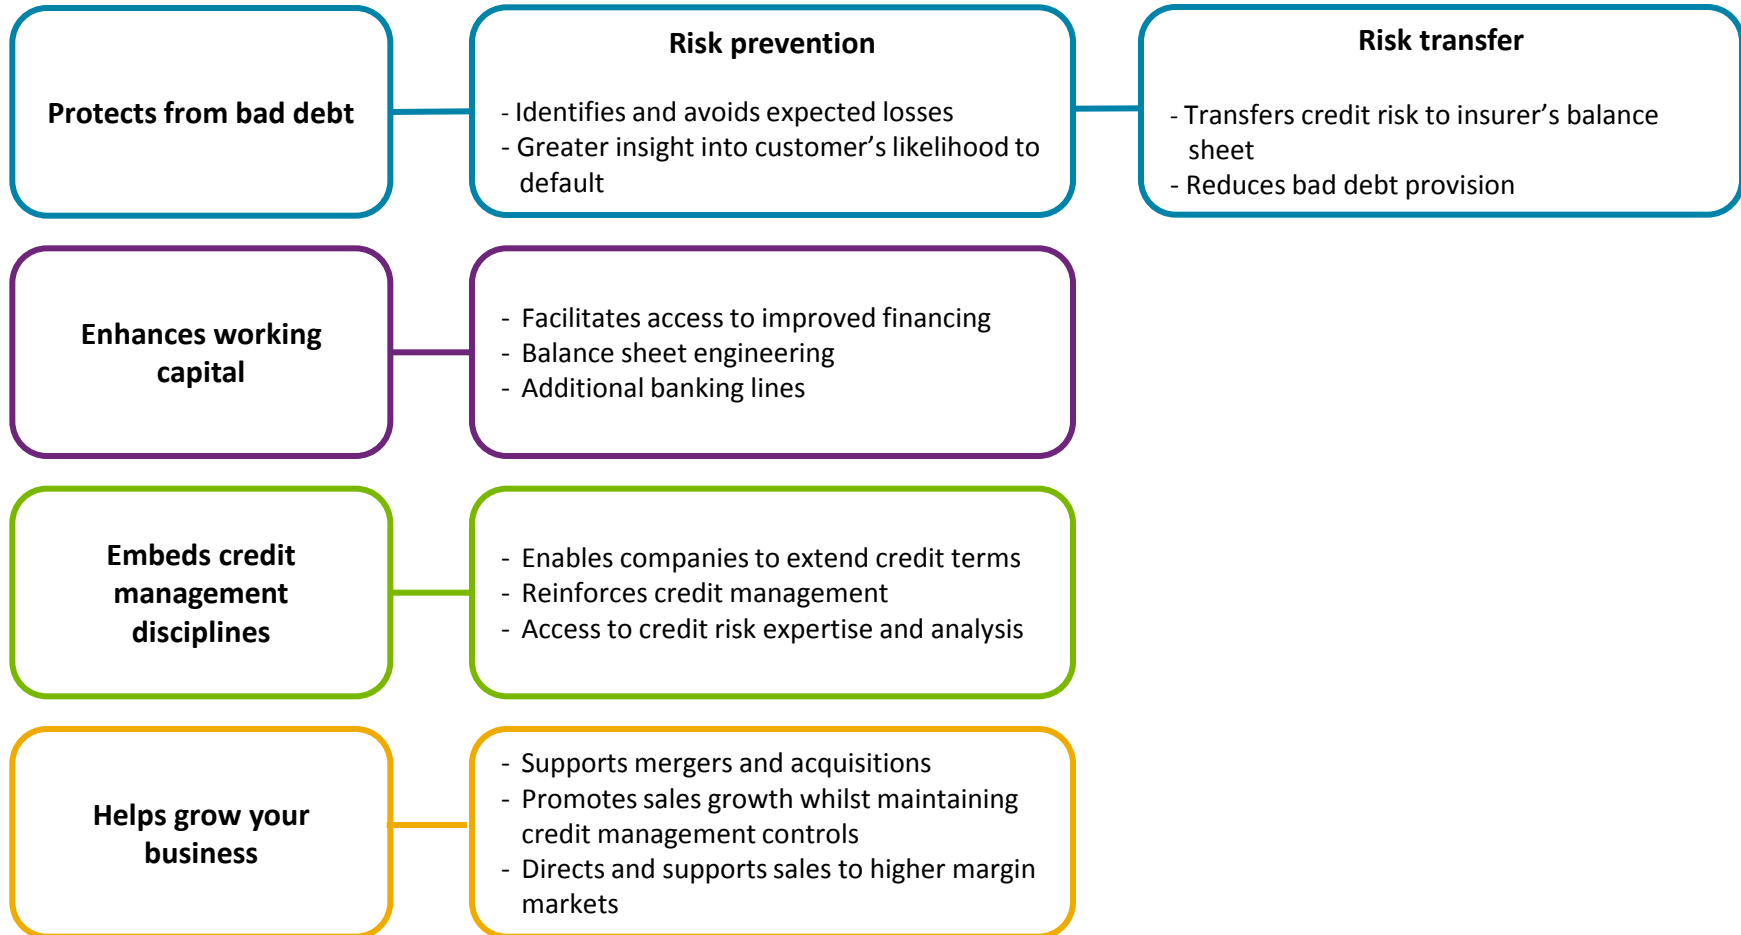 Protects from bad debt
Risk prevention
- Identifies and avoids expected losses
- Greater insight into customer’s likelihood to
default
Risk transfer
- Transfers credit risk to insurer’s balance
sheet
- Reduces bad debt provision
Enhances working
capital
- Facilitates access to improved financing
- Balance sheet engineering
- Additional banking lines
Embeds credit
management
disciplines
- Enables companies to extend credit terms
- Reinforces credit management
- Access to credit risk expertise and analysis
Helps grow your
business
- Supports mergers and acquisitions
- Promotes sales growth whilst maintaining
credit management controls
- Directs and supports sales to higher margin
markets